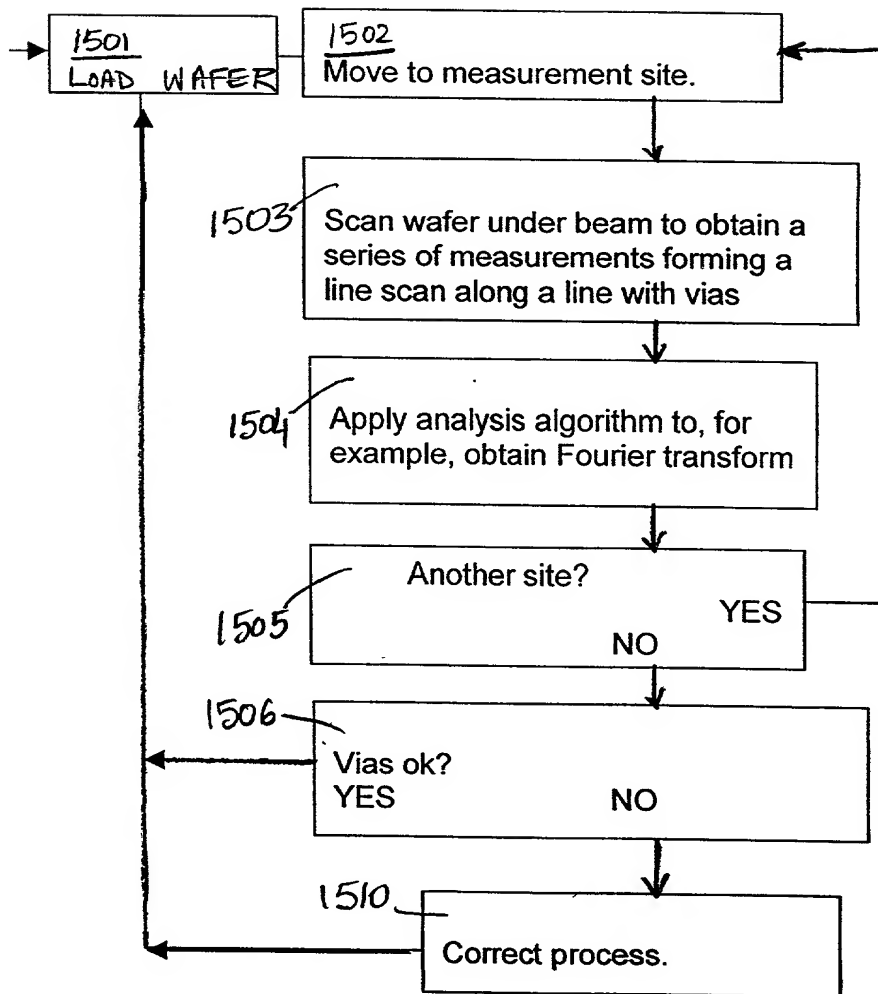 1501
LOAD WAFER
1502
Move to measurement site.
1503
Scan wafer under beam to obtain a
series of measurements forming a
line scan along a line with vias
1504
Apply analysis algorithm to, for
example, obtain Fourier transform
1505
Another site?
YES
NO
1506
Vias ok?
YES NO
1510
Correct process.